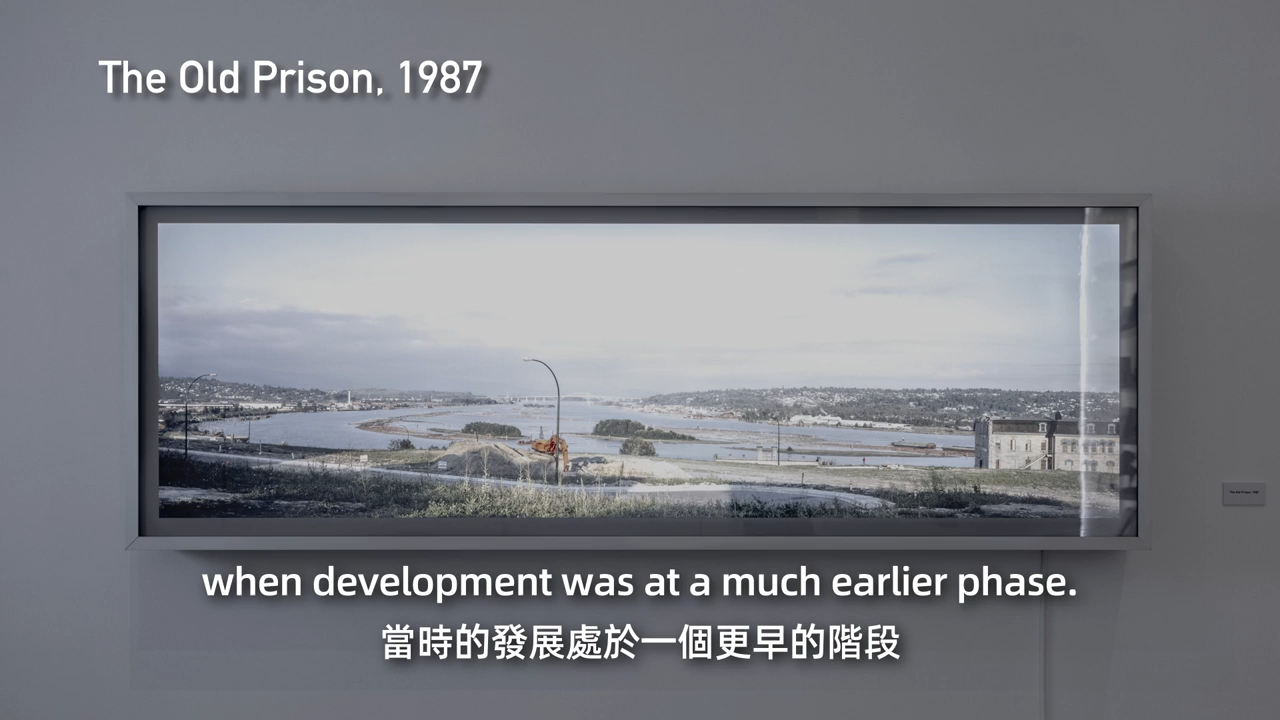 The Old Prison, 1987
when development was at a much earlier phase.
當時的發展處於一個更早的階段